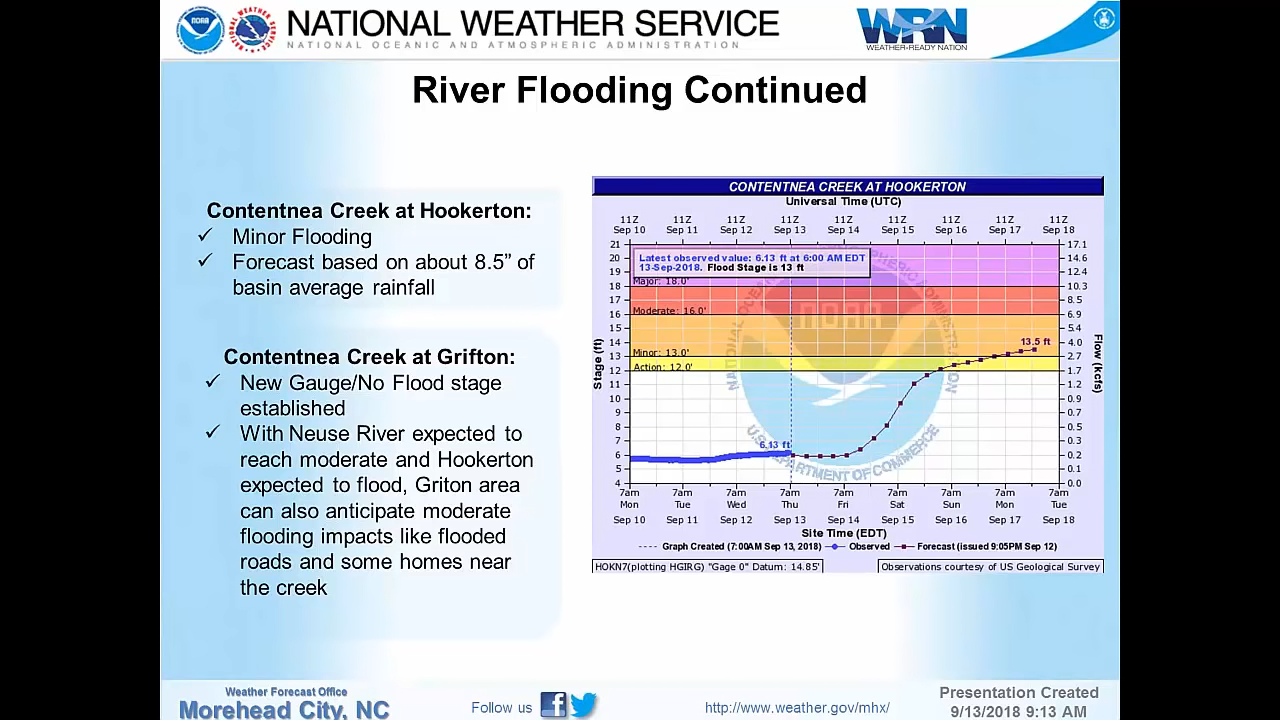 NOAA
NATIONAL WEATHER SERVICE
NATIONAL OCEANIC AND ATMOSPHERIC ADMINISTRATION
WRN
WEATHER-READY NATION
River Flooding Continued
Contentnea Creek at Hookerton:
✓ Minor Flooding
✓ Forecast based on about 8.5” of
basin average rainfall
Contentnea Creek at Grifton:
✓ New Gauge/No Flood stage
established
✓ With Neuse River expected to
reach moderate and Hookerton
expected to flood, Griton area
can also anticipate moderate
flooding impacts like flooded
roads and some homes near
the creek
CONTENTNEA CREEK AT HOOKERTON
Universal Time (UTC)
11Z 11Z 11Z 11Z 11Z 11Z 11Z 11Z 11Z
Sep 10 Sep 11 Sep 12 Sep 13 Sep 14 Sep 15 Sep 16 Sep 17 Sep 18
21 17.1
20 14.6
19 12.4
18 10.3
17 8.5
16 6.9
15 5.4
14 4.0
13 2.7
12 1.7
11 1.2
10 0.9
9 0.7
8 0.5
7 0.3
6 0.2
5 0.1
4 0.0
Latest observed value: 6.13 ft at 6:00 AM EDT
13-Sep-2018. Flood Stage is 13 ft
Major: 18.0'
Moderate: 16.0'
Minor: 13.0'
Action: 12.0'
13.5 ft
6.13 ft
NOAA
U.S. DEPARTMENT OF COMMERCE
Stage (ft)
Flow (kcfs)
7am 7am 7am 7am 7am 7am 7am 7am 7am
Mon Tue Wed Thu Fri Sat Sun Mon Tue
Sep 10 Sep 11 Sep 12 Sep 13 Sep 14 Sep 15 Sep 16 Sep 17 Sep 18
Site Time (EDT)
Graph Created (7:00AM Sep 13, 2018) Observed Forecast (issued 9:05PM Sep 12)
HOKN7(plotting HGIRG) "Gage 0" Datum: 14.85'
Observations courtesy of US Geological Survey
Weather Forecast Office
Morehead City, NC
Follow us
http://www.weather.gov/mhx/
Presentation Created
9/13/2018 9:13 AM